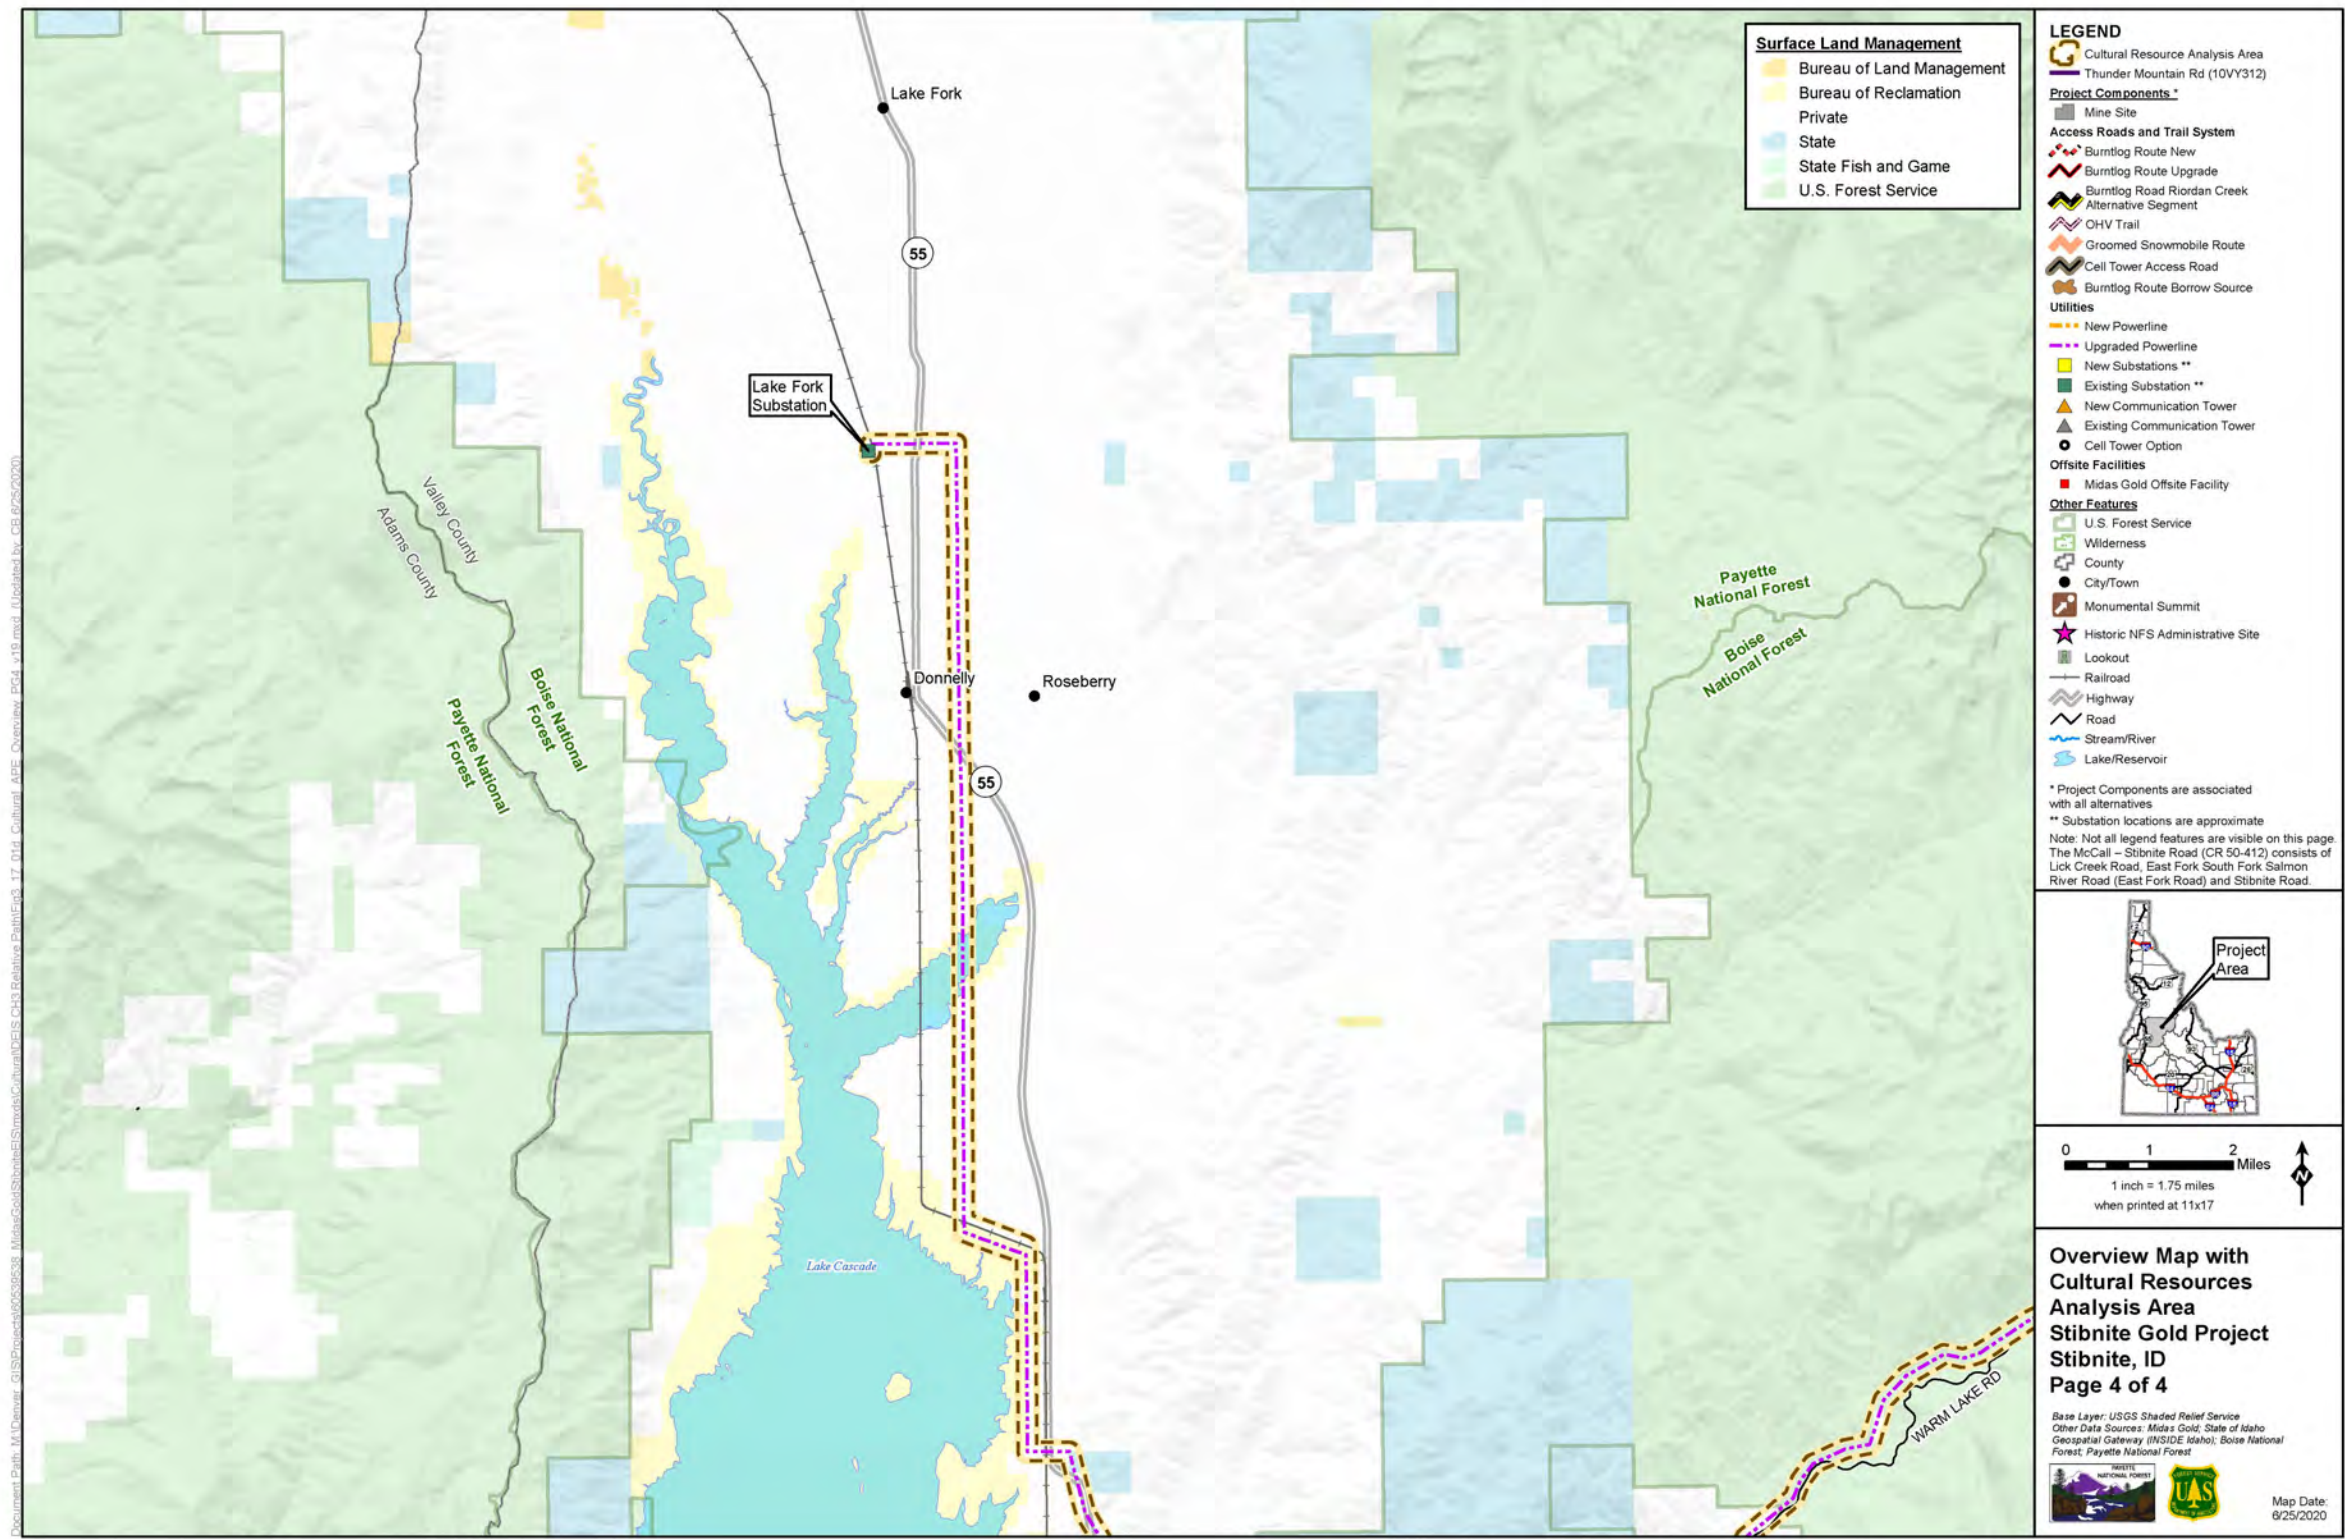 Lake Fork
55
Lake Fork
Substation
Valley County
Adams County
Donnelly
Roseberry
Boise National
Forest
Payette National
Forest
55
Payette
National Forest
Boise
National Forest
Lake Cascade
WARM LAKE RD
Surface Land Management
Bureau of Land Management
Bureau of Reclamation
Private
State
State Fish and Game
U.S. Forest Service
LEGEND
Cultural Resource Analysis Area
Thunder Mountain Rd (10VY312)
Project Components *
Mine Site
Access Roads and Trail System
Burntlog Route New
Burntlog Route Upgrade
Burntlog Road Riordan Creek
Alternative Segment
OHV Trail
Groomed Snowmobile Route
Cell Tower Access Road
Burntlog Route Borrow Source
Utilities
New Powerline
Upgraded Powerline
New Substations **
Existing Substation **
New Communication Tower
Existing Communication Tower
Cell Tower Option
Offsite Facilities
Midas Gold Offsite Facility
Other Features
U.S. Forest Service
Wilderness
County
City/Town
Monumental Summit
Historic NFS Administrative Site
Lookout
Railroad
Highway
Road
Stream/River
Lake/Reservoir
* Project Components are associated
with all alternatives
** Substation locations are approximate
Note: Not all legend features are visible on this page.
The McCall – Stibnite Road (CR 50-412) consists of
Lick Creek Road, East Fork South Fork Salmon
River Road (East Fork Road) and Stibnite Road.
Project
Area
0 1 2
Miles
N
1 inch = 1.75 miles
when printed at 11x17
Overview Map with
Cultural Resources
Analysis Area
Stibnite Gold Project
Stibnite, ID
Page 4 of 4
Base Layer: USGS Shaded Relief Service
Other Data Sources: Midas Gold; State of Idaho
Geospatial Gateway (INSIDE Idaho); Boise National
Forest; Payette National Forest
PAYETTE
NATIONAL FOREST
FOREST SERVICE
UAS
Map Date:
6/25/2020